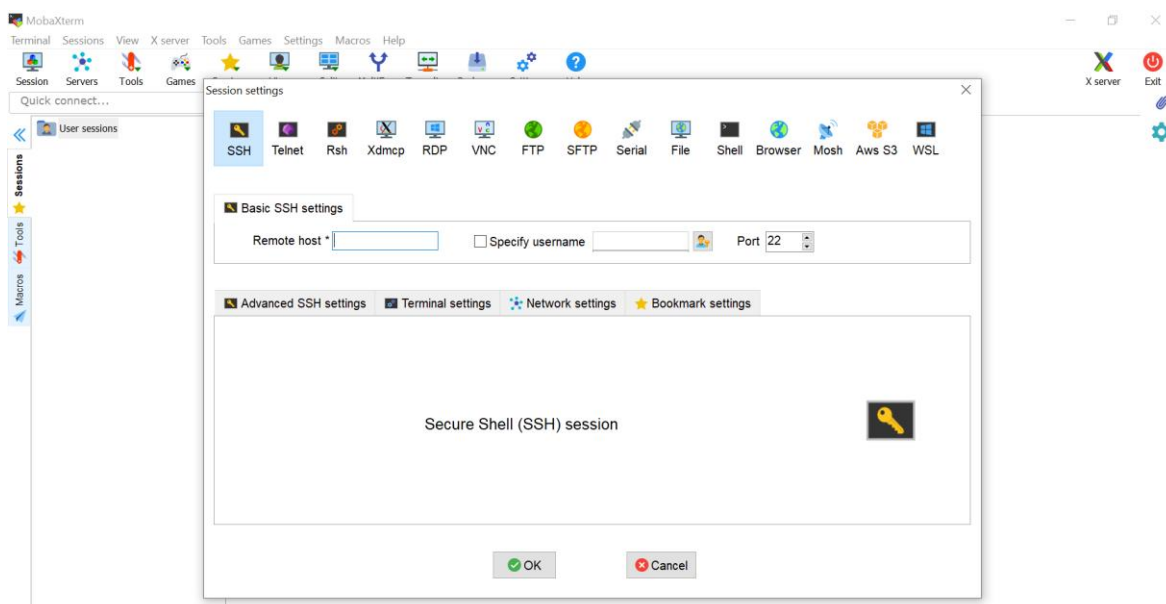 MobaXterm
Terminal Sessions View X server Tools Games Settings Macros Help
Session Servers Tools Games X server Exit
Quick connect...
User sessions
Sessions
Tools
Macros
Session settings
SSH Telnet Rsh Xdmcp RDP VNC FTP SFTP Serial File Shell Browser Mosh Aws S3 WSL
Basic SSH settings
Remote host * Specify username Port 22
Advanced SSH settings Terminal settings Network settings Bookmark settings
Secure Shell (SSH) session
OK Cancel